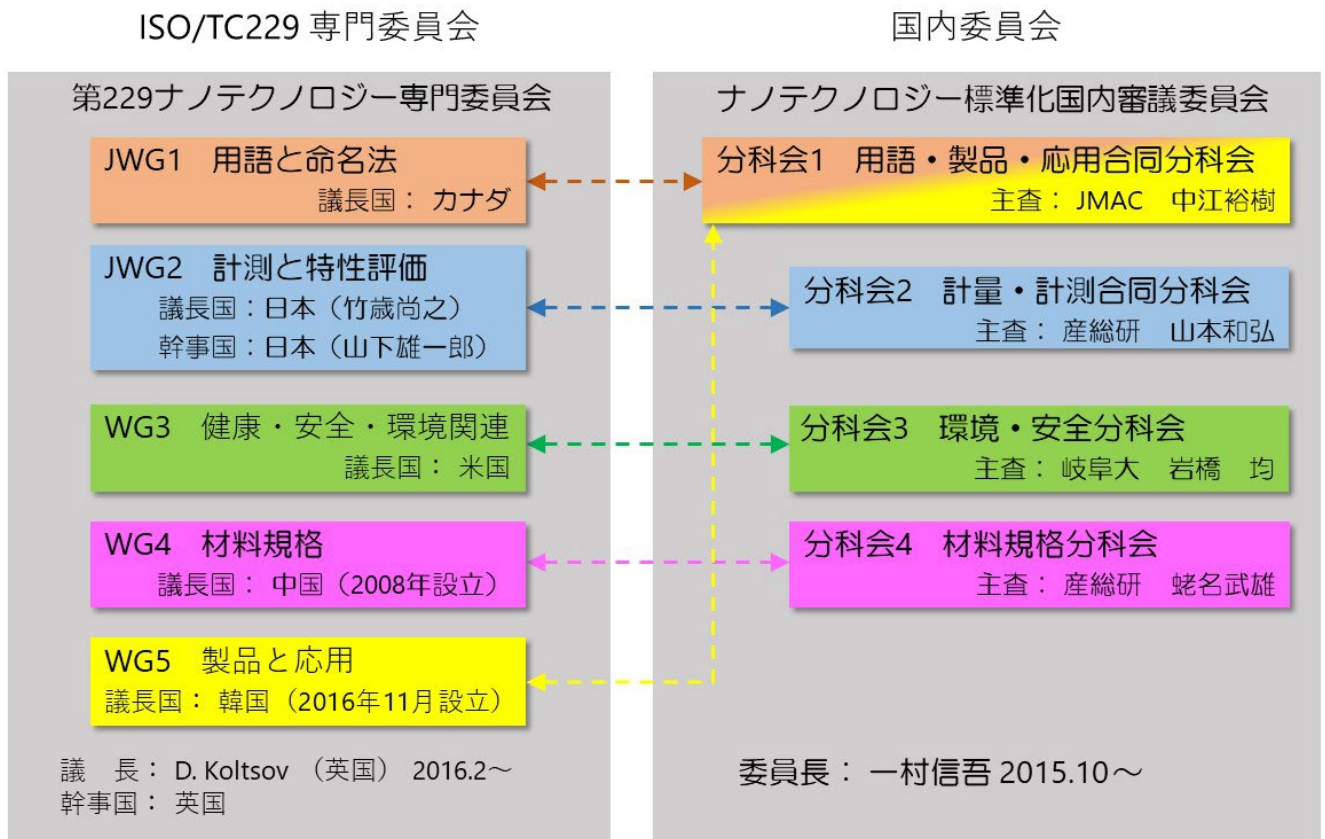 ISO/TC229 専門委員会
第229ナノテクノロジー専門委員会
JWG1 用語と命名法
議長国： カナダ
JWG2 計測と特性評価
議長国：日本（竹歳尚之）
幹事国：日本（山下雄一郎）
WG3 健康・安全・環境関連
議長国： 米国
WG4 材料規格
議長国： 中国（2008年設立）
WG5 製品と応用
議長国： 韓国（2016年11月設立）
議　長： D. Koltsov （英国） 2016.2～
幹事国： 英国
国内委員会
ナノテクノロジー標準化国内審議委員会
分科会1 用語・製品・応用合同分科会
主査： JMAC 中江裕樹
分科会2 計量・計測合同分科会
主査： 産総研 山本和弘
分科会3 環境・安全分科会
主査： 岐阜大 岩橋 均
分科会4 材料規格分科会
主査： 産総研 蛯名武雄
委員長： 一村信吾 2015.10～